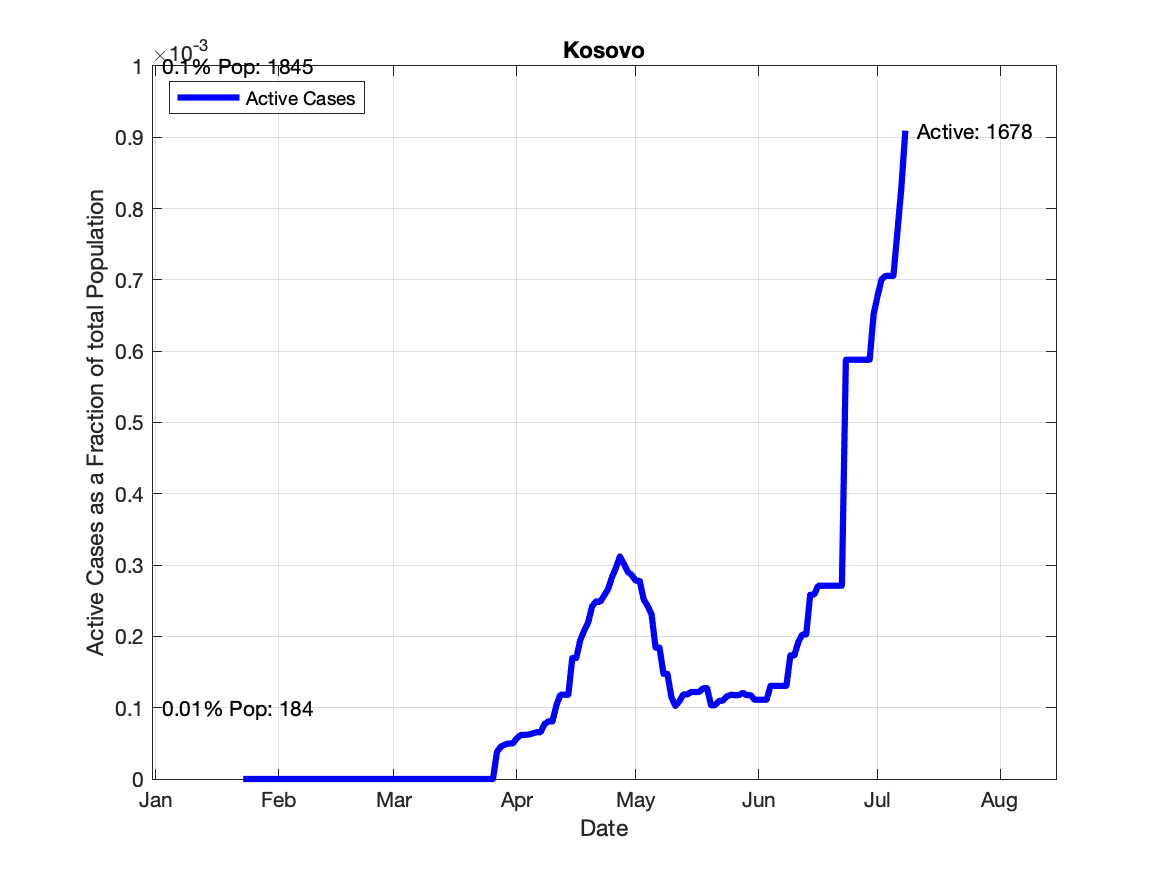 Kosovo
×10-3
0.1% Pop: 1845
Active Cases
Active: 1678
0.01% Pop: 184
Active Cases as a Fraction of total Population
1
0.9
0.8
0.7
0.6
0.5
0.4
0.3
0.2
0.1
0
Jan Feb Mar Apr May Jun Jul Aug
Date